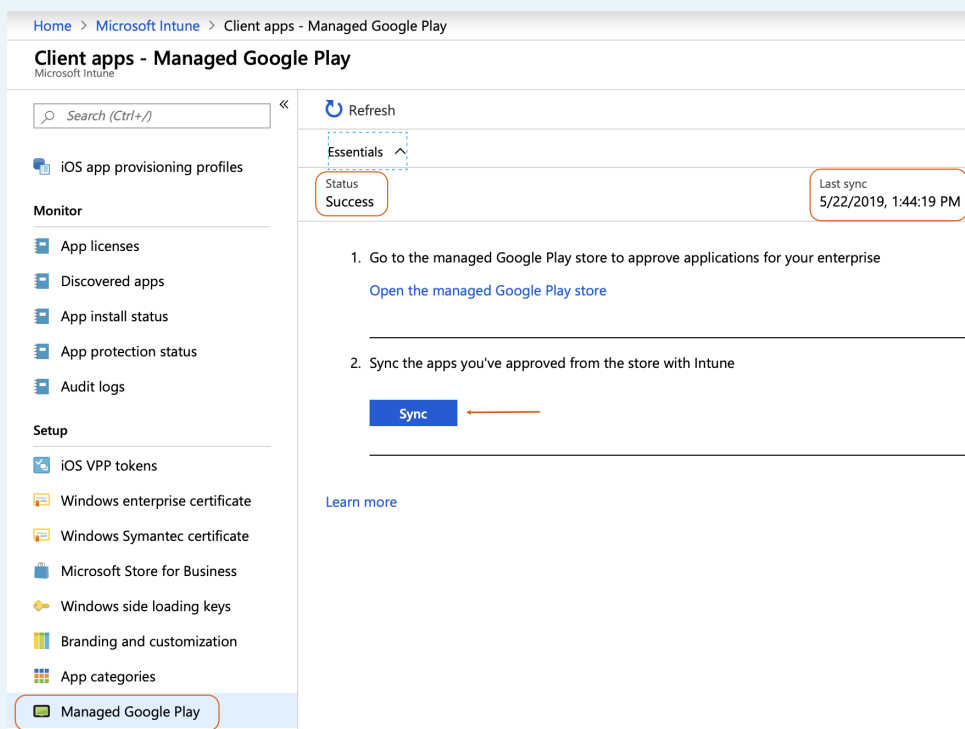 Home > Microsoft Intune > Client apps - Managed Google Play
Client apps - Managed Google Play
Microsoft Intune
Search (Ctrl+/)
«
iOS app provisioning profiles
Monitor
App licenses
Discovered apps
App install status
App protection status
Audit logs
Setup
iOS VPP tokens
Windows enterprise certificate
Windows Symantec certificate
Microsoft Store for Business
Windows side loading keys
Branding and customization
App categories
Managed Google Play
Refresh
Essentials
Status
Success
Last sync
5/22/2019, 1:44:19 PM
1. Go to the managed Google Play store to approve applications for your enterprise
Open the managed Google Play store
2. Sync the apps you've approved from the store with Intune
Sync
Learn more